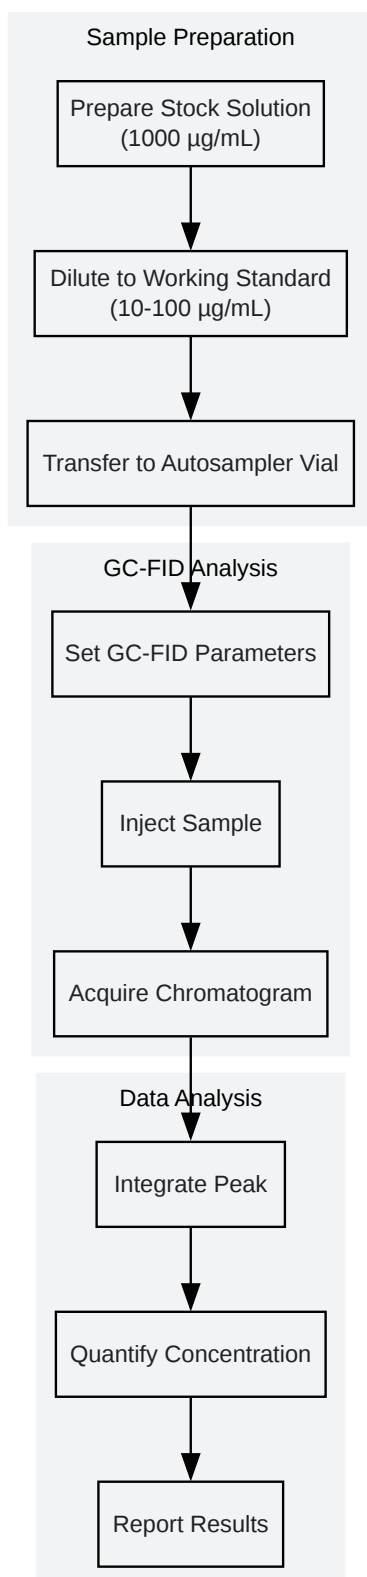 Sample Preparation
Prepare Stock Solution
(1000 µg/mL)
Dilute to Working Standard
(10-100 µg/mL)
Transfer to Autosampler Vial
GC-FID Analysis
Set GC-FID Parameters
Inject Sample
Acquire Chromatogram
Data Analysis
Integrate Peak
Quantify Concentration
Report Results